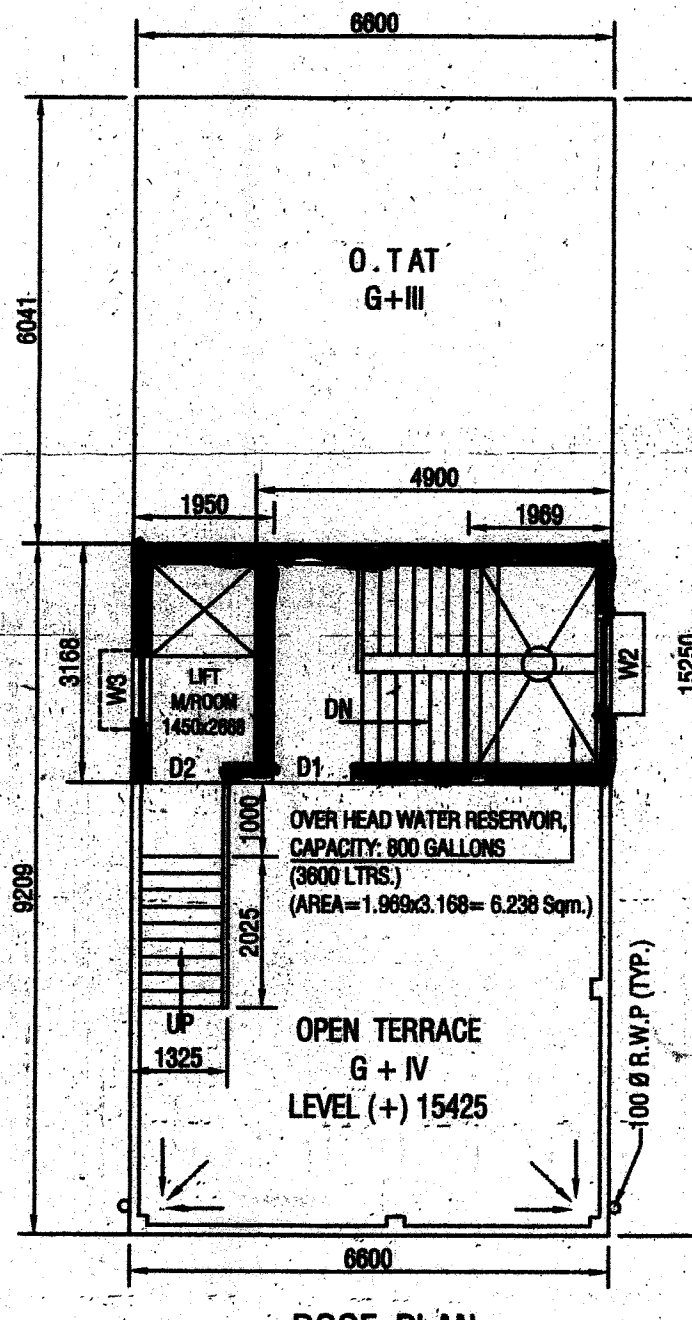 6600
O.T AT
G+III
6041
4900
1950
1969
3168
W3
LIFT
M/ROOM
1450x2668
DN
W2
15250
D2
D1
1000
OVER HEAD WATER RESERVOIR,
CAPACITY: 800 GALLONS
(3600 LTRS.)
(AREA=1.969x3.168= 6.238 Sqm.)
9209
2025
UP
1325
OPEN TERRACE
G + IV
LEVEL (+) 15425
100 Ø R.W.P (TYP.)
6600
ROOF PLAN